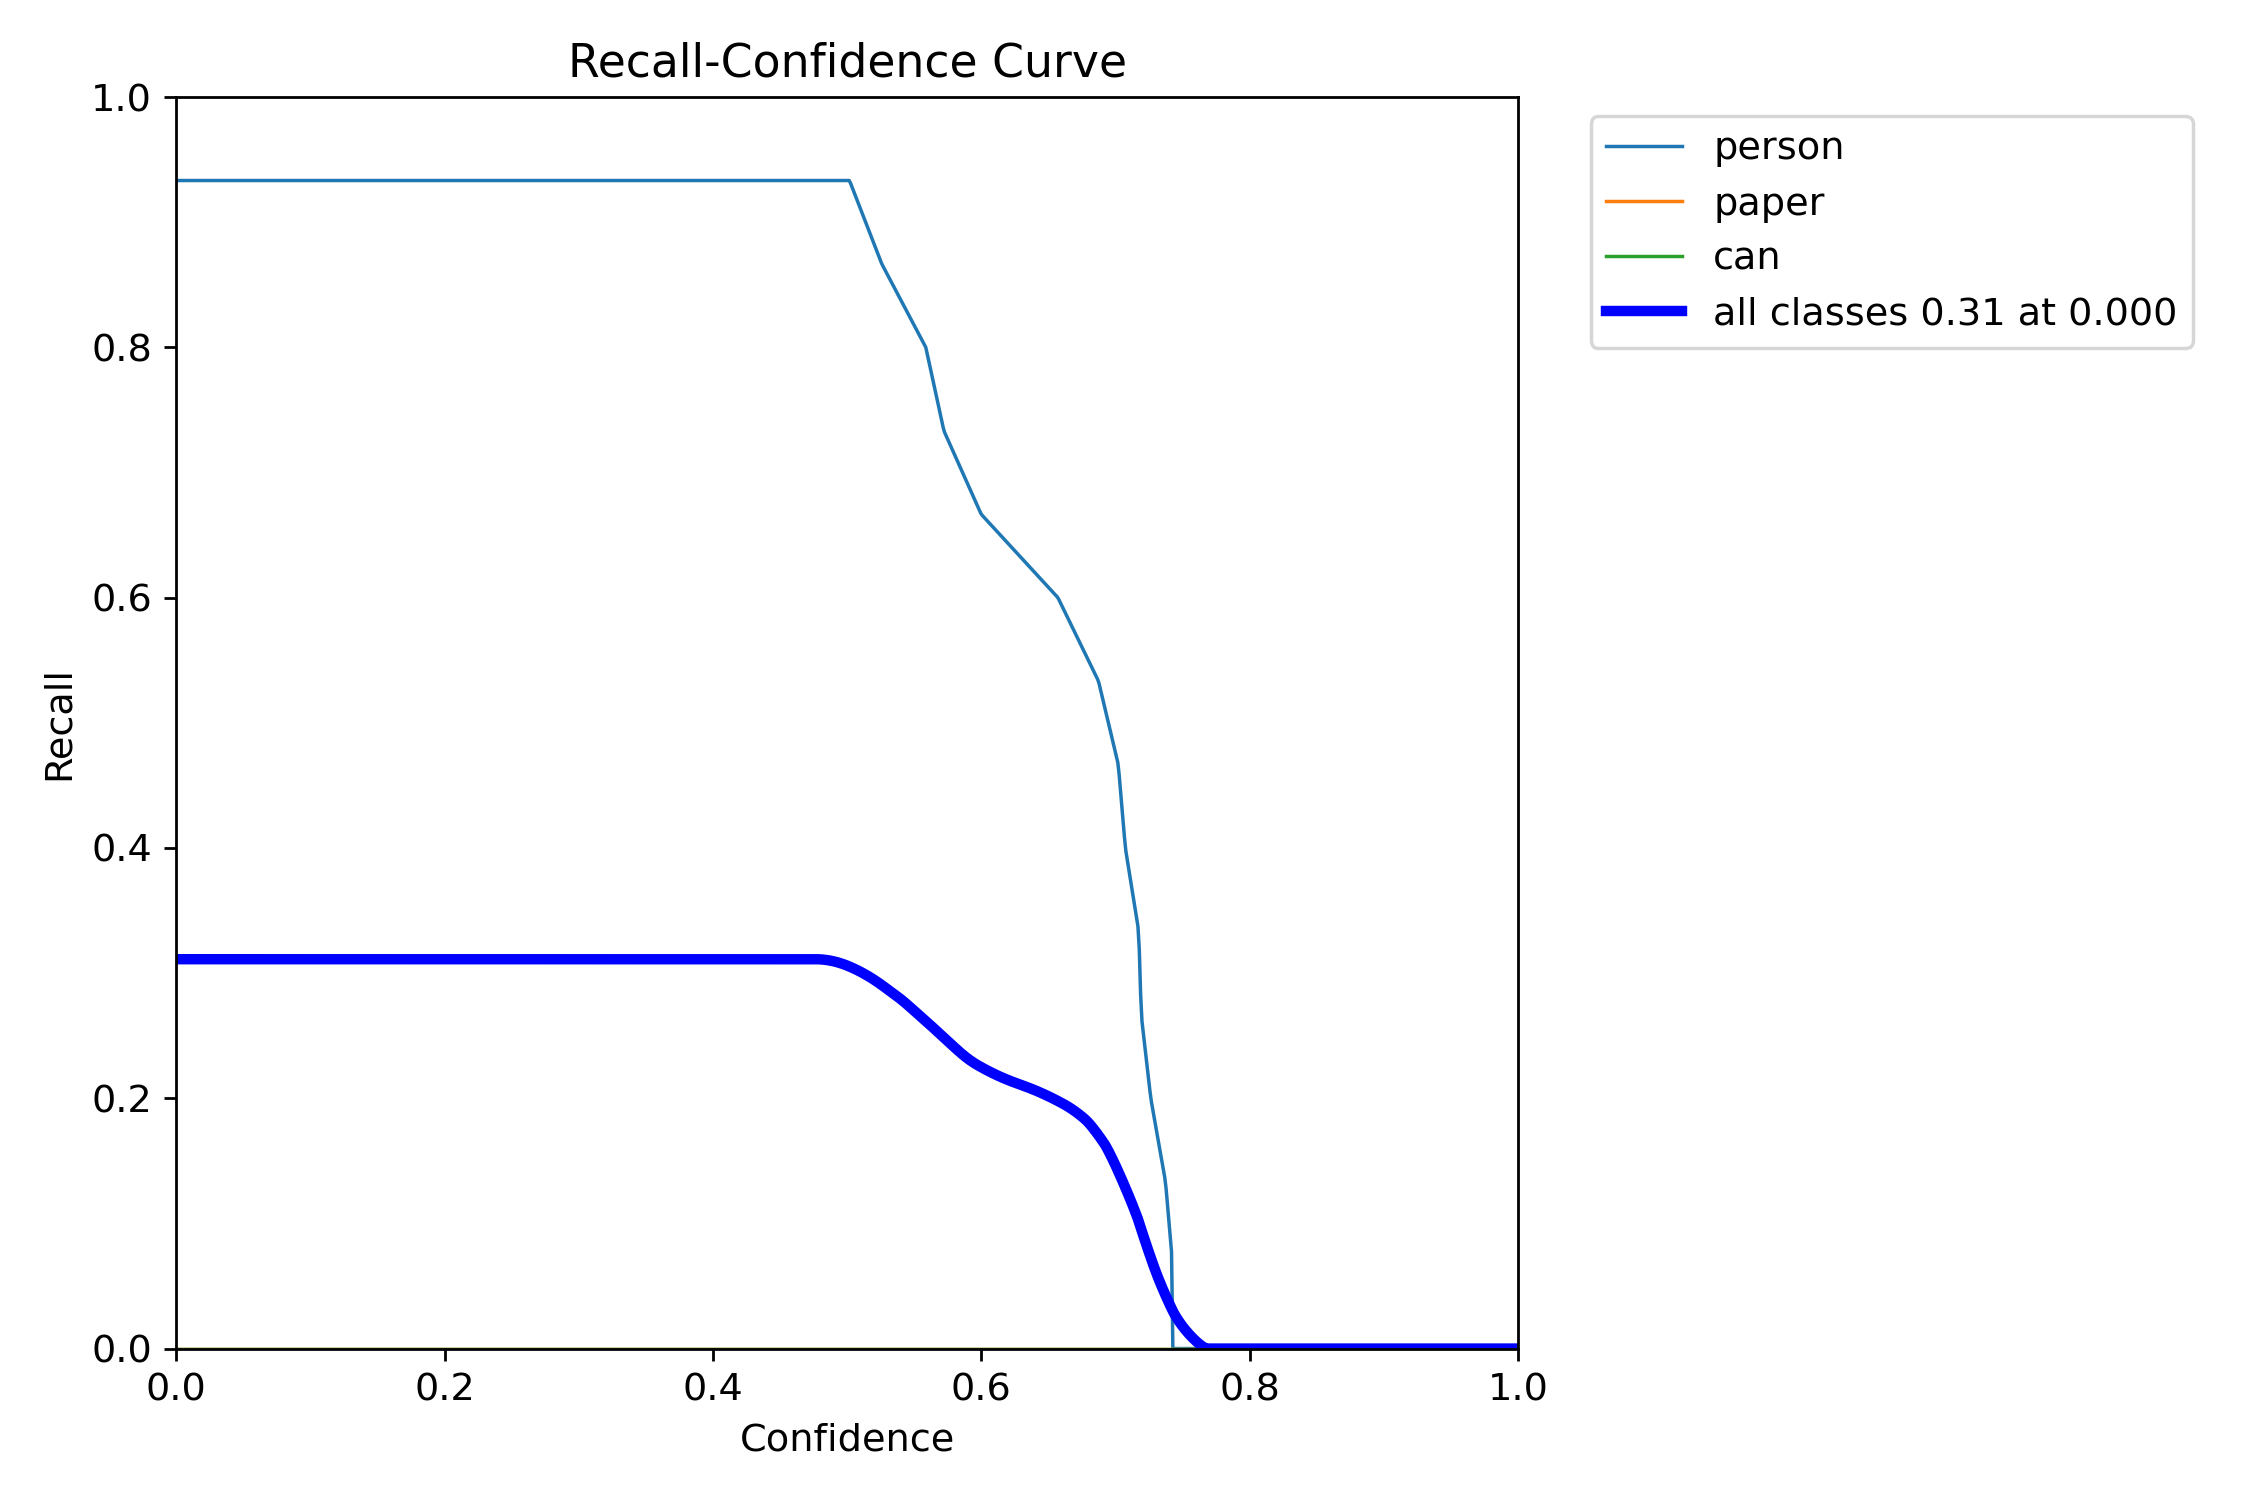 Recall-Confidence Curve
1.0
0.8
0.6
0.4
0.2
0.0
Recall
0.0 0.2 0.4 0.6 0.8 1.0
Confidence
person
paper
can
all classes 0.31 at 0.000